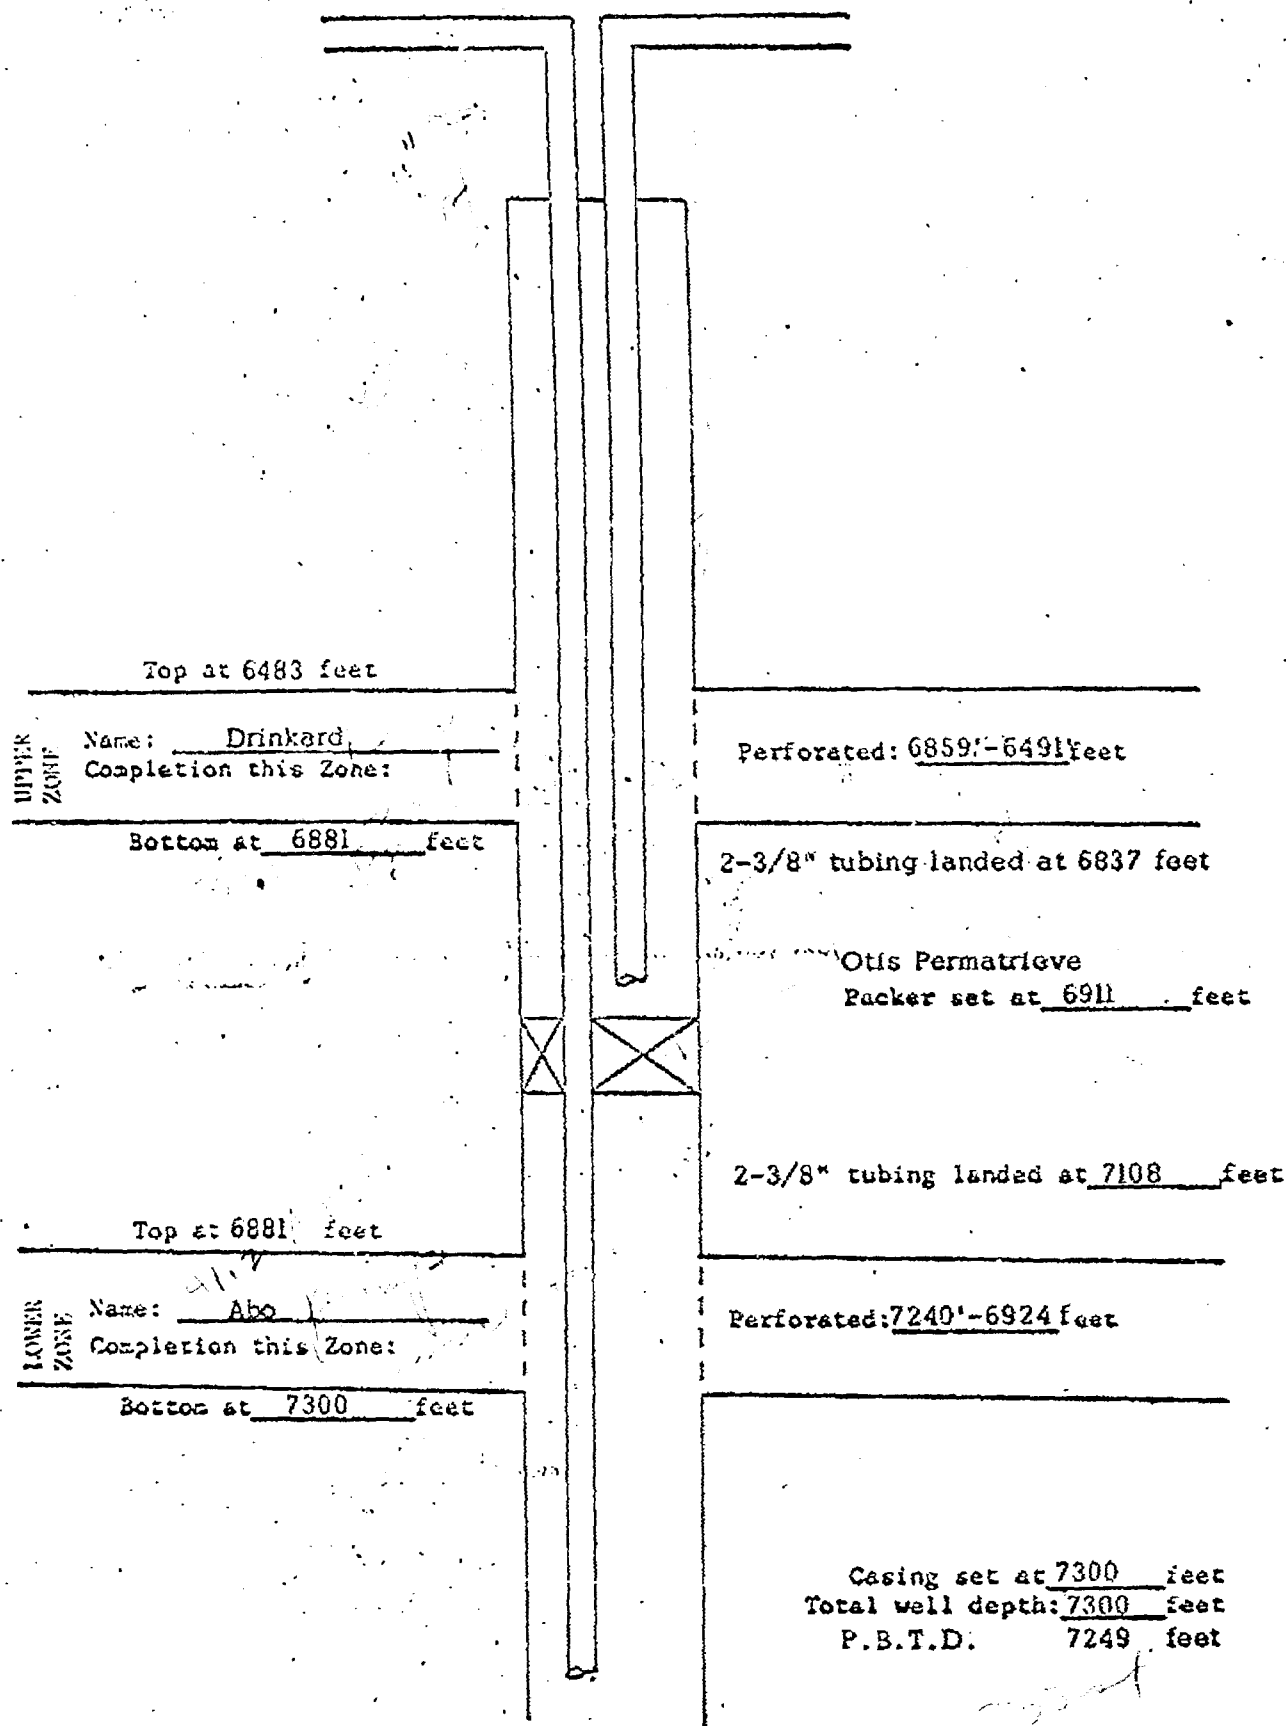 Top at 6483 feet
UPPER
ZONE
Name: Drinkard
Completion this Zone:
Perforated: 6859'-6491' feet
Bottom at 6881 feet
2-3/8" tubing landed at 6837 feet
Otis Permatrieve
Packer set at 6911 feet
2-3/8" tubing landed at 7108 feet
Top at 6881 feet
LOWER
ZONE
Name: Abo
Completion this Zone:
Perforated: 7240'-6924 feet
Bottom at 7300 feet
Casing set at 7300 feet
Total well depth: 7300 feet
P.B.T.D. 7249 feet